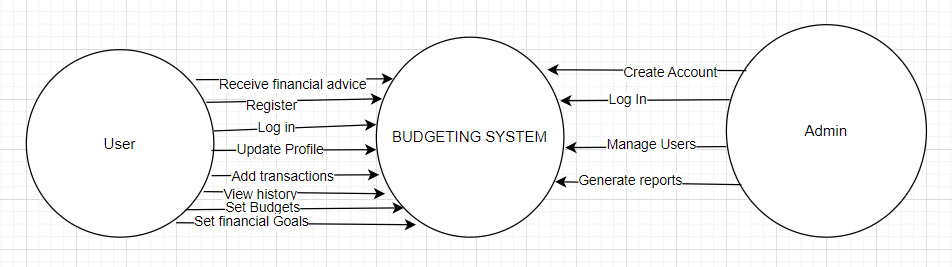 User
Receive financial advice
Register
Log in
Update Profile
Add transactions
View history
Set Budgets
Set financial Goals
BUDGETING SYSTEM
Create Account
Log In
Manage Users
Generate reports
Admin